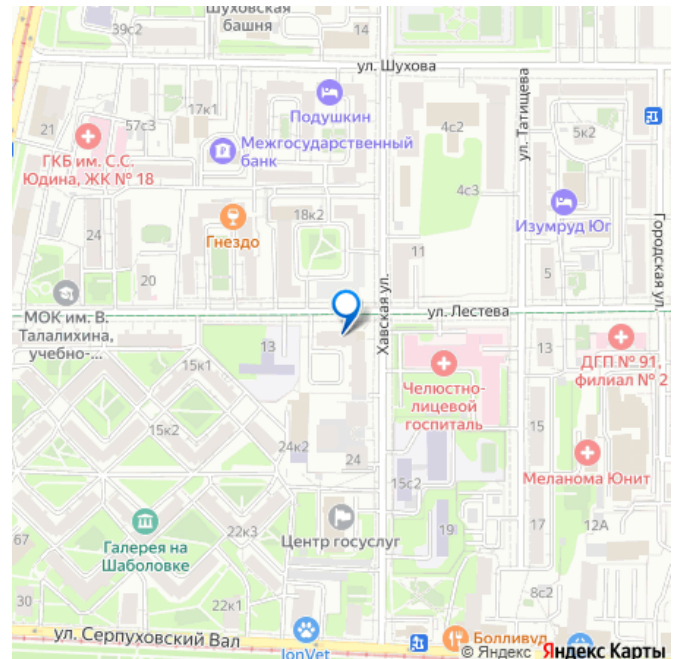 Шуховская
башня
39с2
14
ул. Шухова
Подушкин
17к1
57с3
21
4с2
ул. Татищева
5к2
Межгосударственный
банк
ГКБ им. С.С.
Юдина, ЖК № 18
4с3
18к2
Изумруд Юг
Гнездо
24
11
Городская ул.
20
5
Хавская ул.
ул. Лестева
МОК им. В.
Талалихина,
учебно-...
13
13
ДГП № 91,
филиал № 2
15к1
Челюстно-
лицевой
госпиталь
15к2
15
24к2
24
Меланома Юнит
15с2
22к3
Центр госуслуг
19
17
12А
67
Галерея на
Шаболовке
8с2
30
22к1
ул. Серпуховский Вал
IonVet
Болливуд
© Яндекс Яндекс Карты